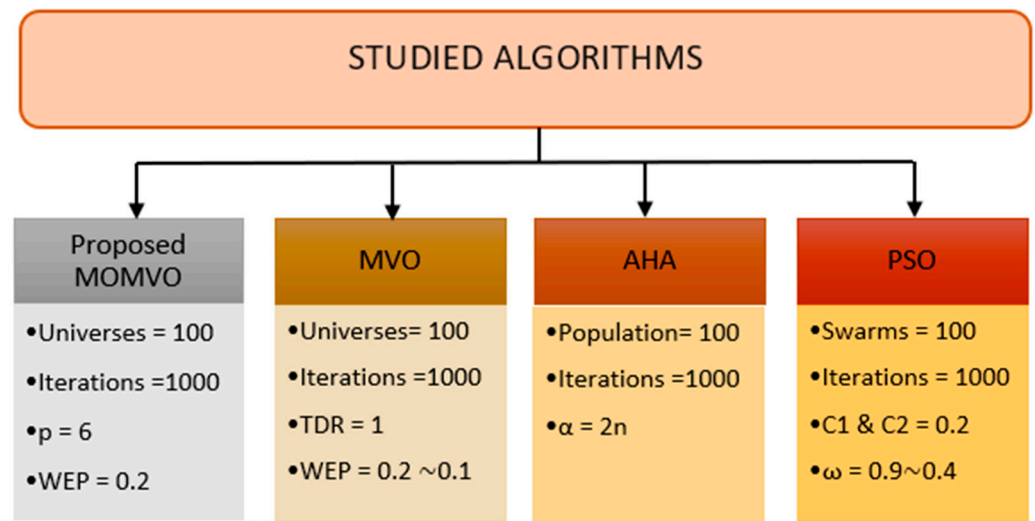 STUDIED ALGORITHMS
Proposed
MOMVO
•Universes = 100
•Iterations =1000
•p = 6
•WEP = 0.2
MVO
•Universes= 100
•Iterations =1000
•TDR = 1
•WEP = 0.2 ~0.1
AHA
•Population= 100
•Iterations =1000
•α = 2n
PSO
•Swarms = 100
•Iterations = 1000
•C1 & C2 = 0.2
•ω = 0.9~0.4